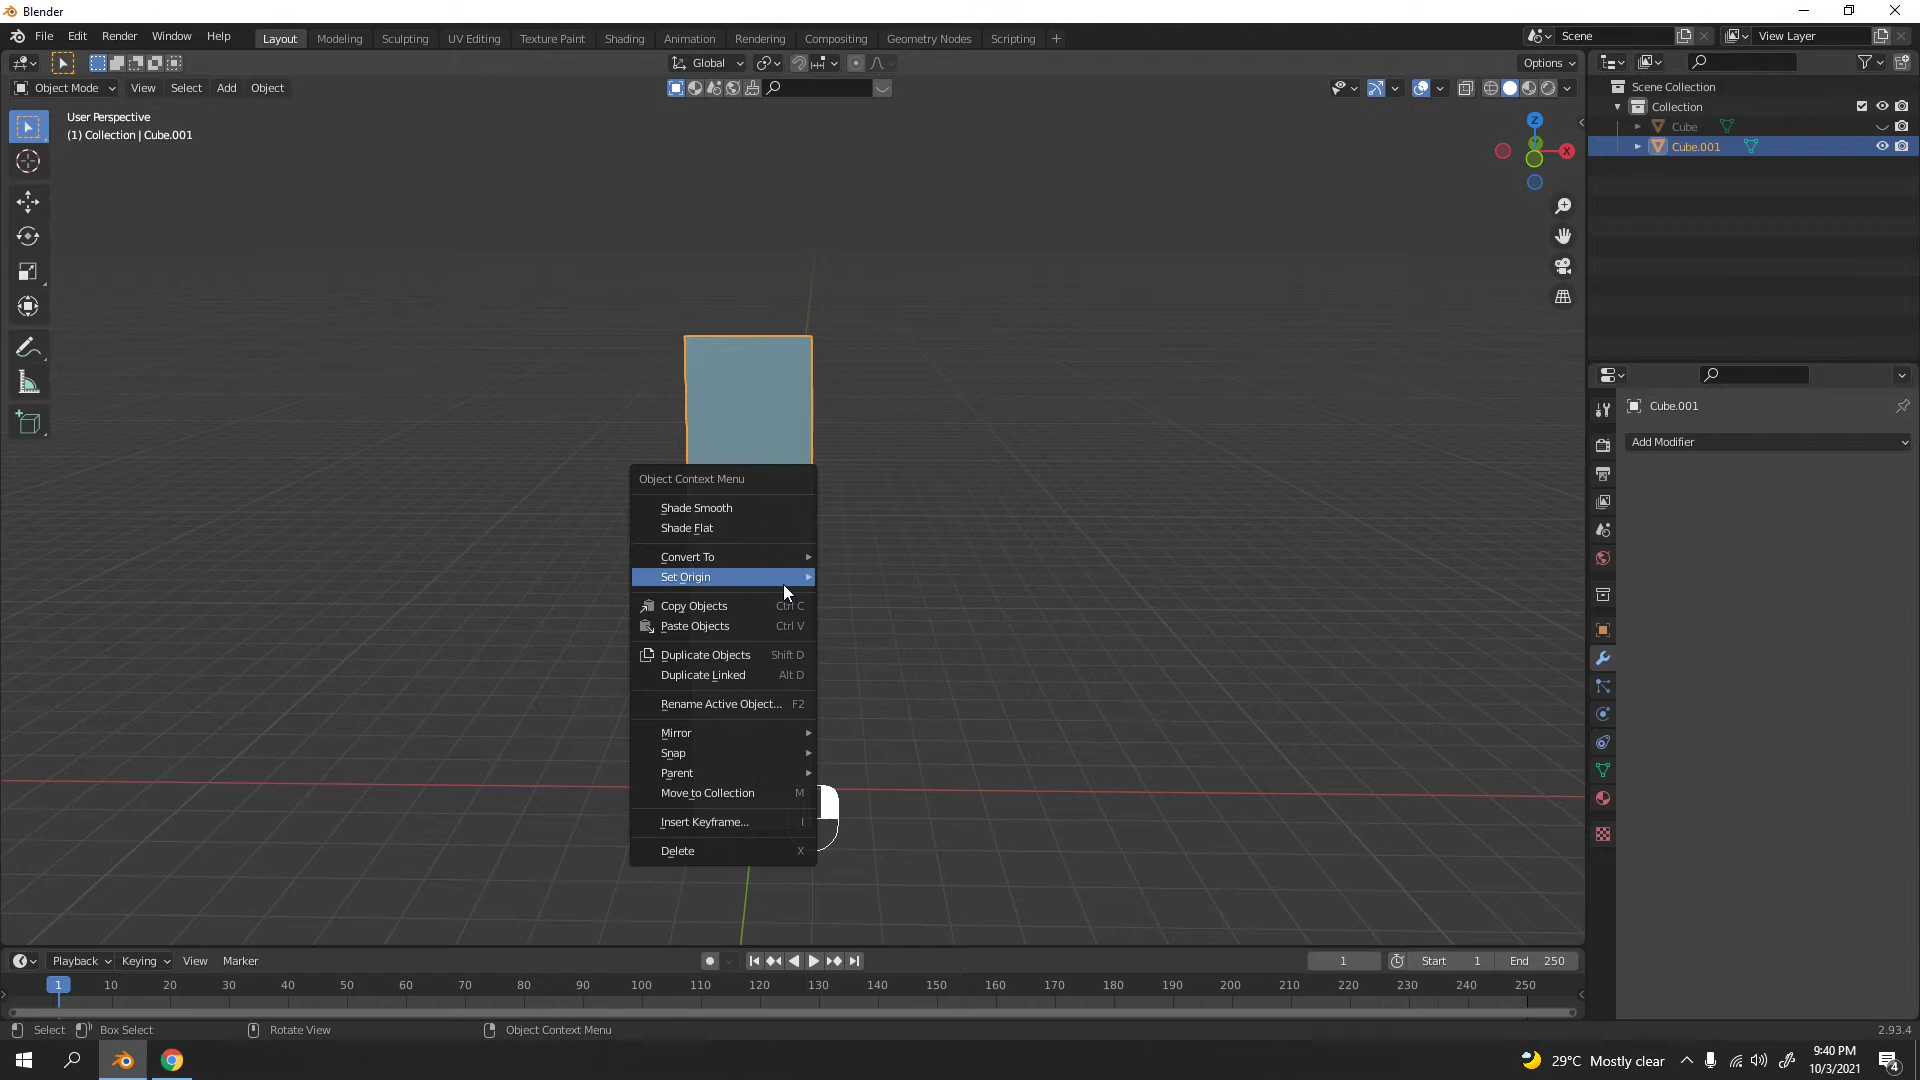 Blender
File Edit Render Window Help
Layout Modeling Sculpting UV Editing Texture Paint Shading Animation Rendering Compositing Geometry Nodes Scripting +
Scene
View Layer
Global
Options
Object Mode View Select Add Object
User Perspective
(1) Collection | Cube.001
Z
X
Scene Collection
Collection
Cube
Cube.001
Cube.001
Add Modifier
Object Context Menu
Shade Smooth
Shade Flat
Convert To
Set Origin
Copy Objects Ctrl C
Paste Objects Ctrl V
Duplicate Objects Shift D
Duplicate Linked Alt D
Rename Active Object... F2
Mirror
Snap
Parent
Move to Collection M
Insert Keyframe... I
Delete X
Playback Keying View Marker
1 Start 1 End 250
1 10 20 30 40 50 60 70 80 90 100 110 120 130 140 150 160 170 180 190 200 210 220 230 240 250
Select Box Select Rotate View Object Context Menu 2.93.4
29°C Mostly clear
9:40 PM
10/3/2021
4